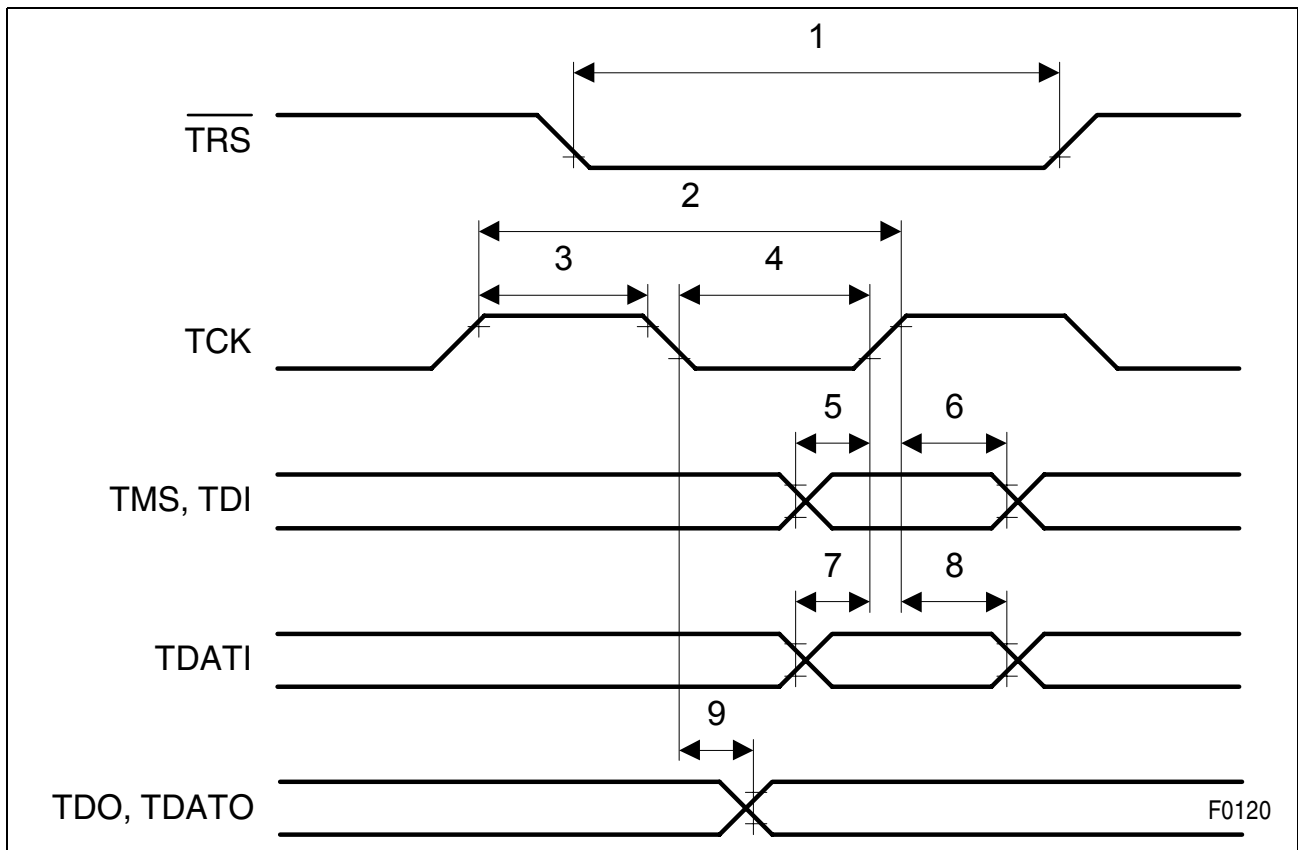 1
TRS
2
3 4
TCK
5 6
TMS, TDI
7 8
TDATI
9
TDO, TDATO
F0120